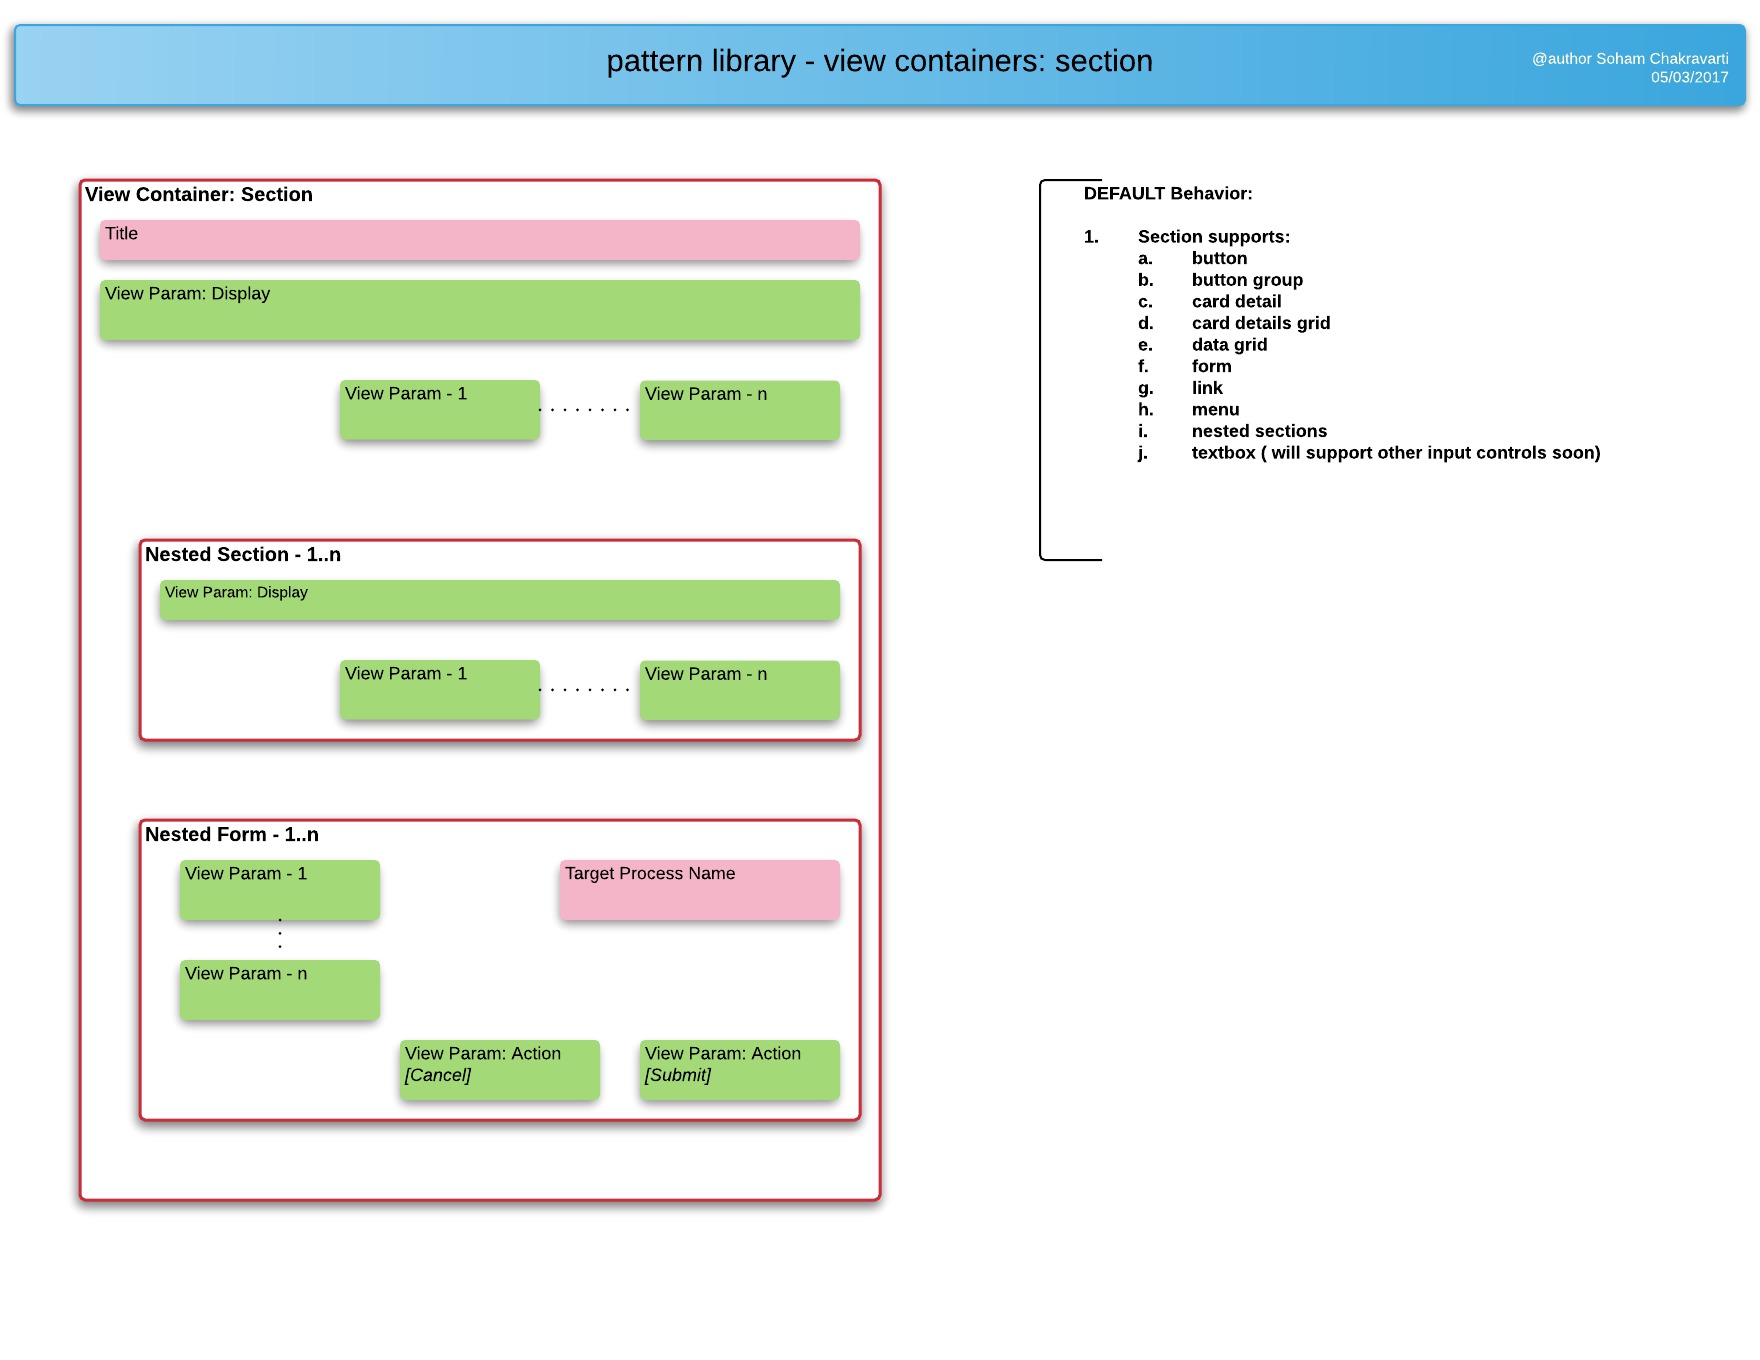 pattern library - view containers: section
@author Soham Chakravarti
05/03/2017
View Container: Section
Title
View Param: Display
View Param - 1
. . . . . . . .
View Param - n
Nested Section - 1..n
View Param: Display
View Param - 1
. . . . . . . .
View Param - n
Nested Form - 1..n
View Param - 1
Target Process Name
.
.
.
View Param - n
View Param: Action
[Cancel]
View Param: Action
[Submit]
DEFAULT Behavior:
1. Section supports:
a. button
b. button group
c. card detail
d. card details grid
e. data grid
f. form
g. link
h. menu
i. nested sections
j. textbox ( will support other input controls soon)